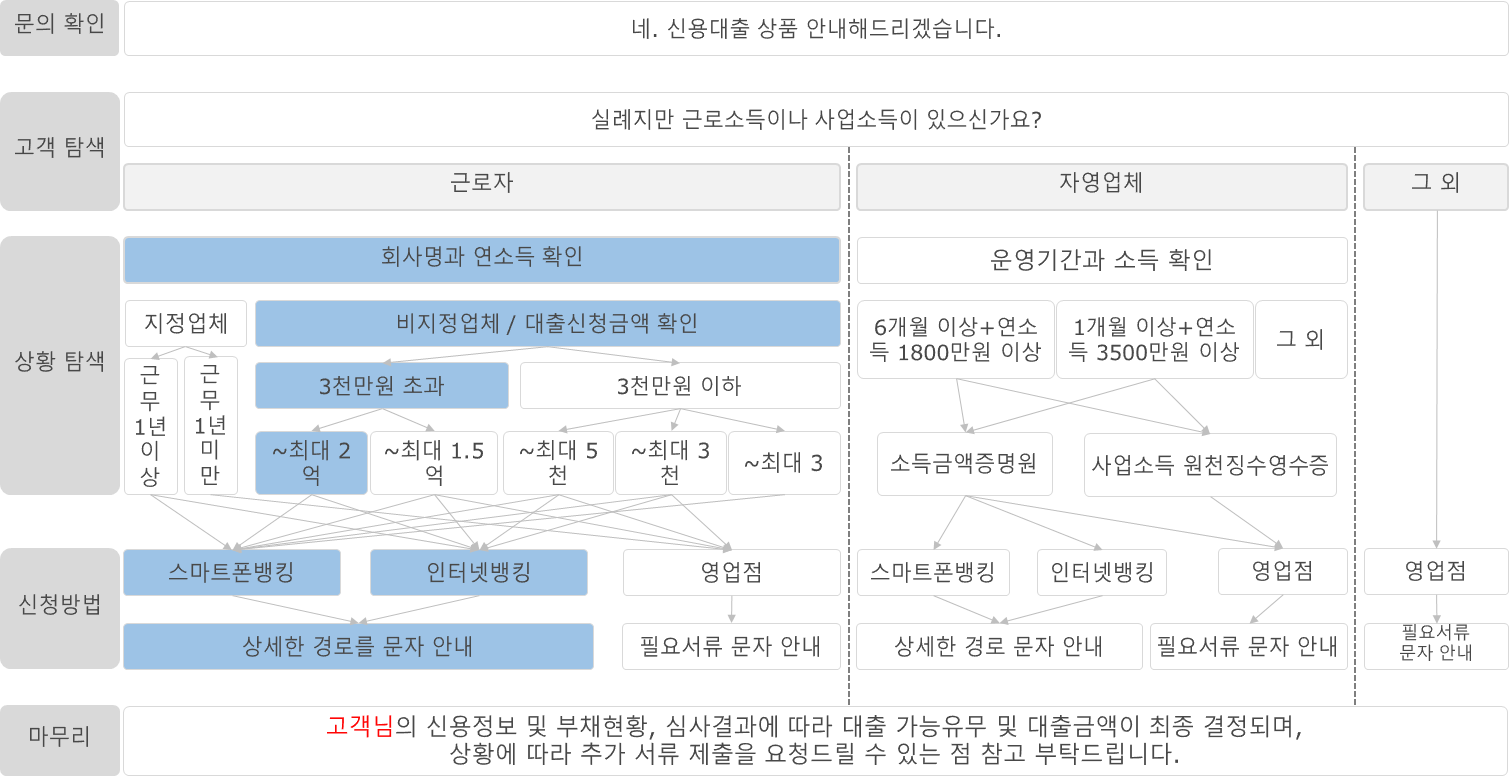 문의 확인
네. 신용대출 상품 안내해드리겠습니다.
고객 탐색
실례지만 근로소득이나 사업소득이 있으신가요?
근로자
자영업체
그 외
상황 탐색
회사명과 연소득 확인
운영기간과 소득 확인
지정업체
비지정업체 / 대출신청금액 확인
6개월 이상+연소
득 1800만원 이상
1개월 이상+연소
득 3500만원 이상
그 외
근
무
1년
이
상
근
무
1년
미
만
3천만원 초과
3천만원 이하
~최대 2
억
~최대 1.5
억
~최대 5
천
~최대 3
천
~최대 3
소득금액증명원
사업소득 원천징수영수증
신청방법
스마트폰뱅킹
인터넷뱅킹
영업점
스마트폰뱅킹
인터넷뱅킹
영업점
영업점
상세한 경로를 문자 안내
필요서류 문자 안내
상세한 경로 문자 안내
필요서류 문자 안내
필요서류
문자 안내
마무리
고객님의 신용정보 및 부채현황, 심사결과에 따라 대출 가능유무 및 대출금액이 최종 결정되며,
상황에 따라 추가 서류 제출을 요청드릴 수 있는 점 참고 부탁드립니다.